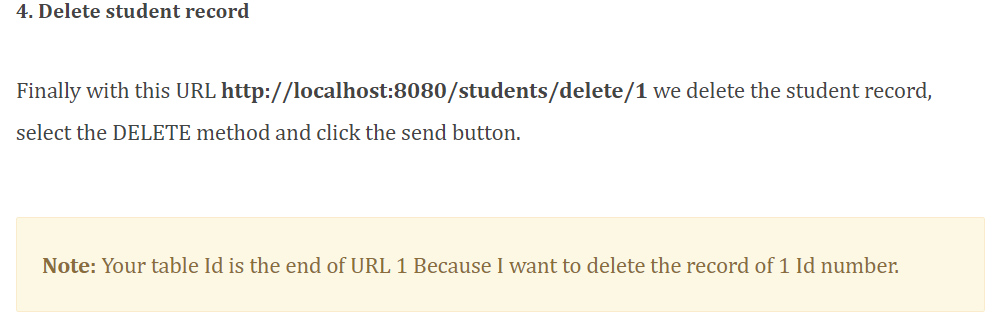 4. Delete student record
Finally with this URL http://localhost:8080/students/delete/1 we delete the student record,
select the DELETE method and click the send button.
Note: Your table Id is the end of URL 1 Because I want to delete the record of 1 Id number.